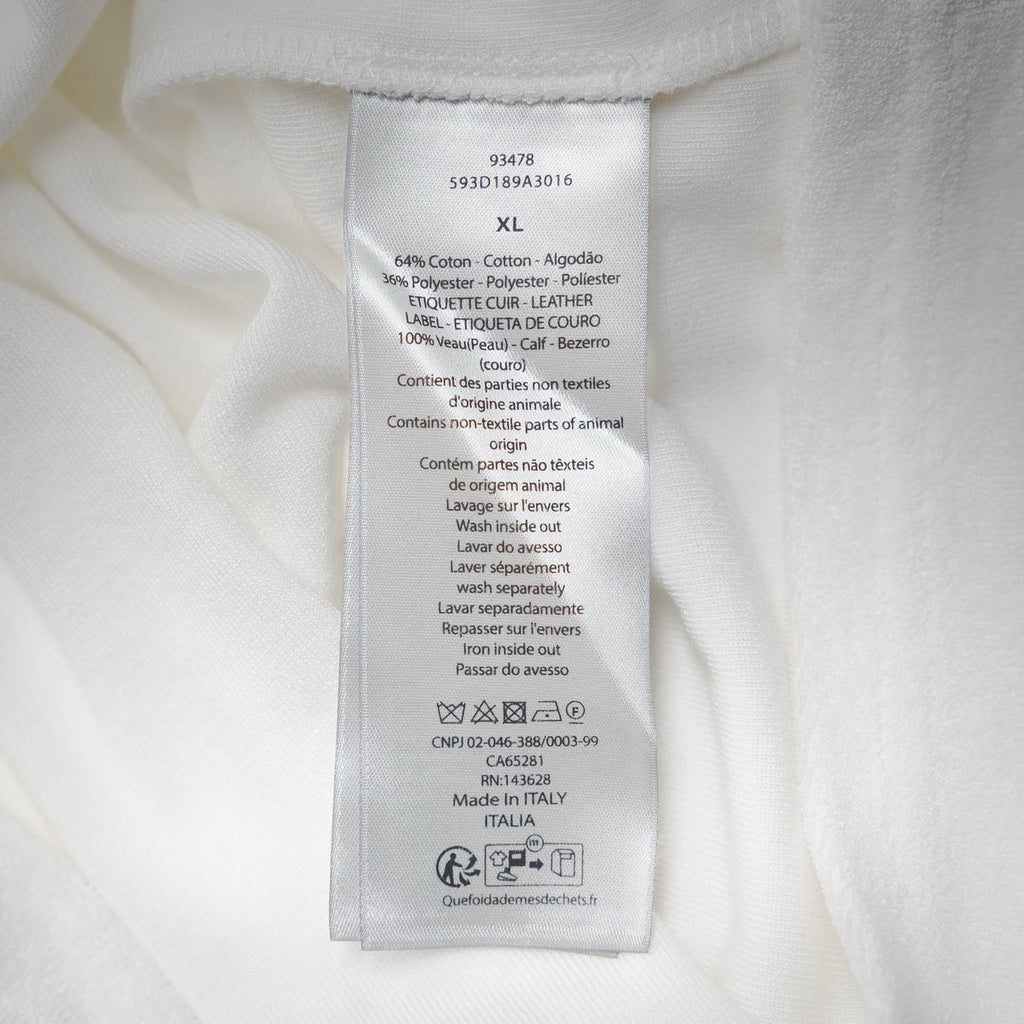 93478
593D189A3016
XL
64% Coton - Cotton - Algodão
36% Polyester - Polyester - Políester
ETIQUETTE CUIR - LEATHER
LABEL - ETIQUETA DE COURO
100% Veau(Peau) - Calf - Bezerro
(couro)
Contient des parties non textiles
d'origine animale
Contains non-textile parts of animal
origin
Contém partes não têxteis
de origem animal
Lavage sur l'envers
Wash inside out
Lavar do avesso
Laver séparément
wash separately
Lavar separadamente
Repasser sur l'envers
Iron inside out
Passar do avesso
F
CNPJ 02-046-388/0003-99
CA65281
RN:143628
Made In ITALY
ITALIA
Quefoidademesdechets.fr